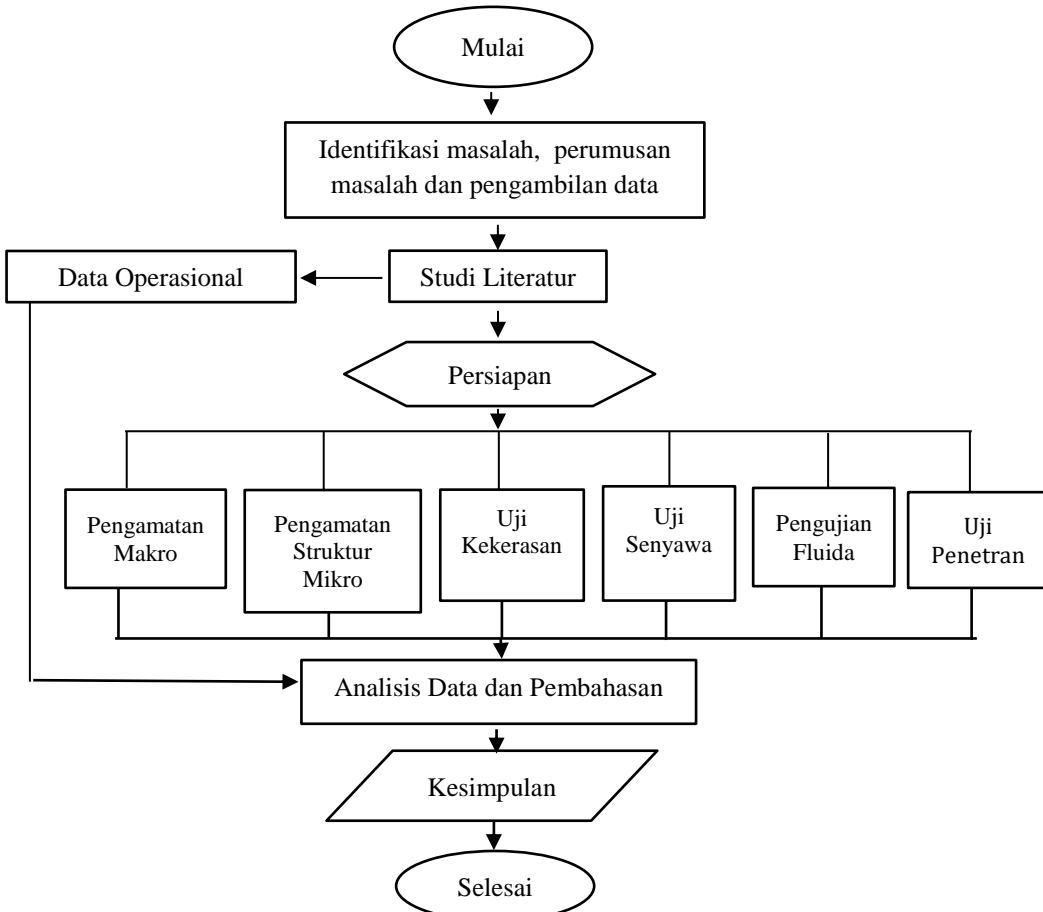 Mulai
Identifikasi masalah, perumusan
masalah dan pengambilan data
Data Operasional
Studi Literatur
Persiapan
Pengamatan
Makro
Pengamatan
Struktur
Mikro
Uji
Kekerasan
Uji
Senyawa
Pengujian
Fluida
Uji
Penetran
Analisis Data dan Pembahasan
Kesimpulan
Selesai